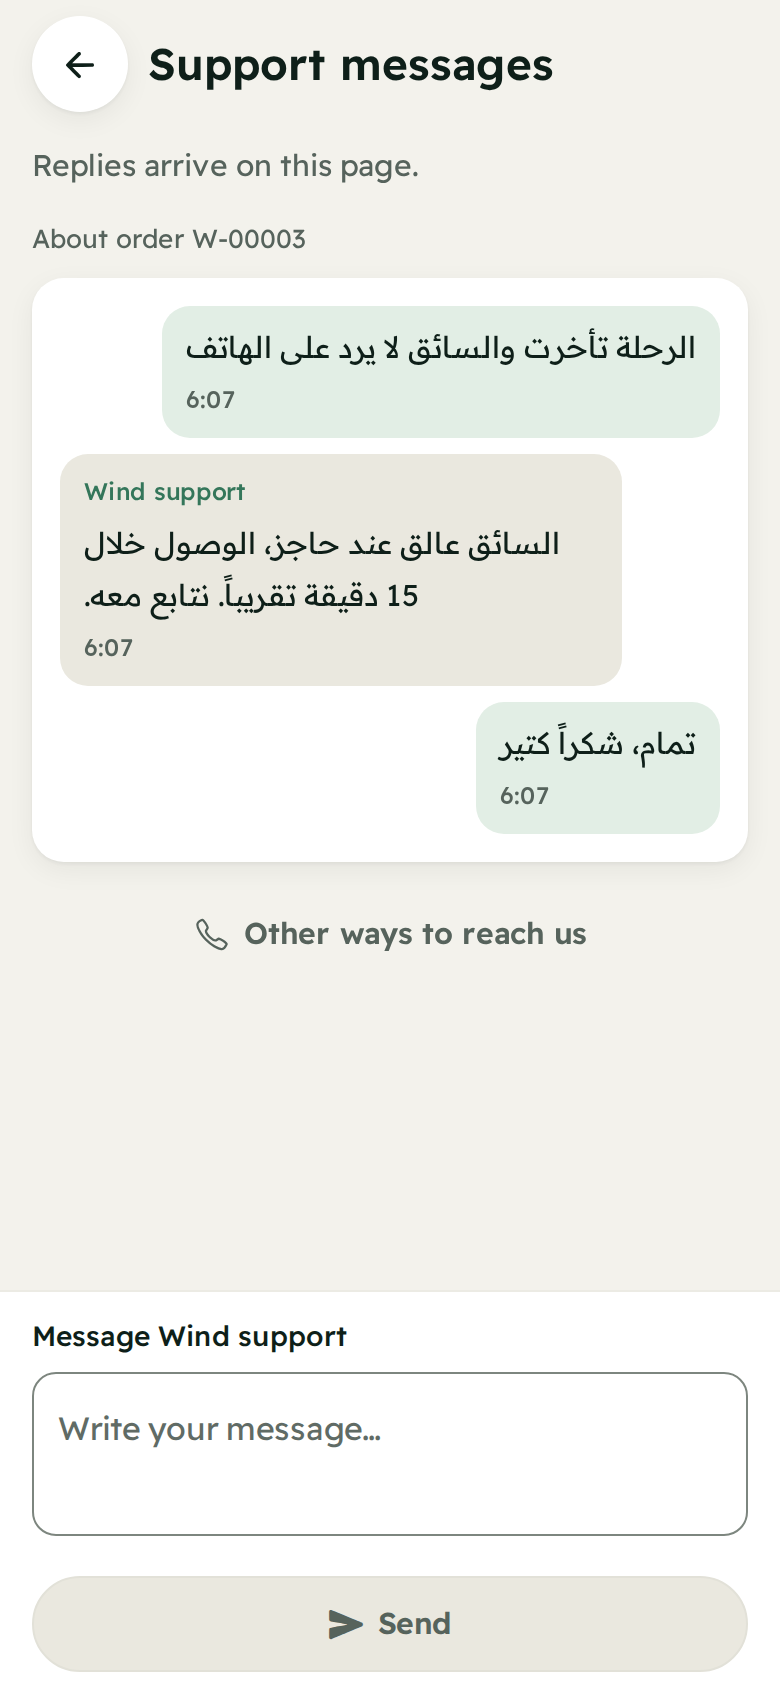 Support messages
Replies arrive on this page.
About order W-00003
الرحلة تأخرت والسائق لا يرد على الهاتف
6:07
Wind support
السائق عالق عند حاجز، الوصول خلال
15 دقيقة تقريباً. نتابع معه.
6:07
تمام، شكراً كتير
6:07
Other ways to reach us
Message Wind support
Write your message...
Send